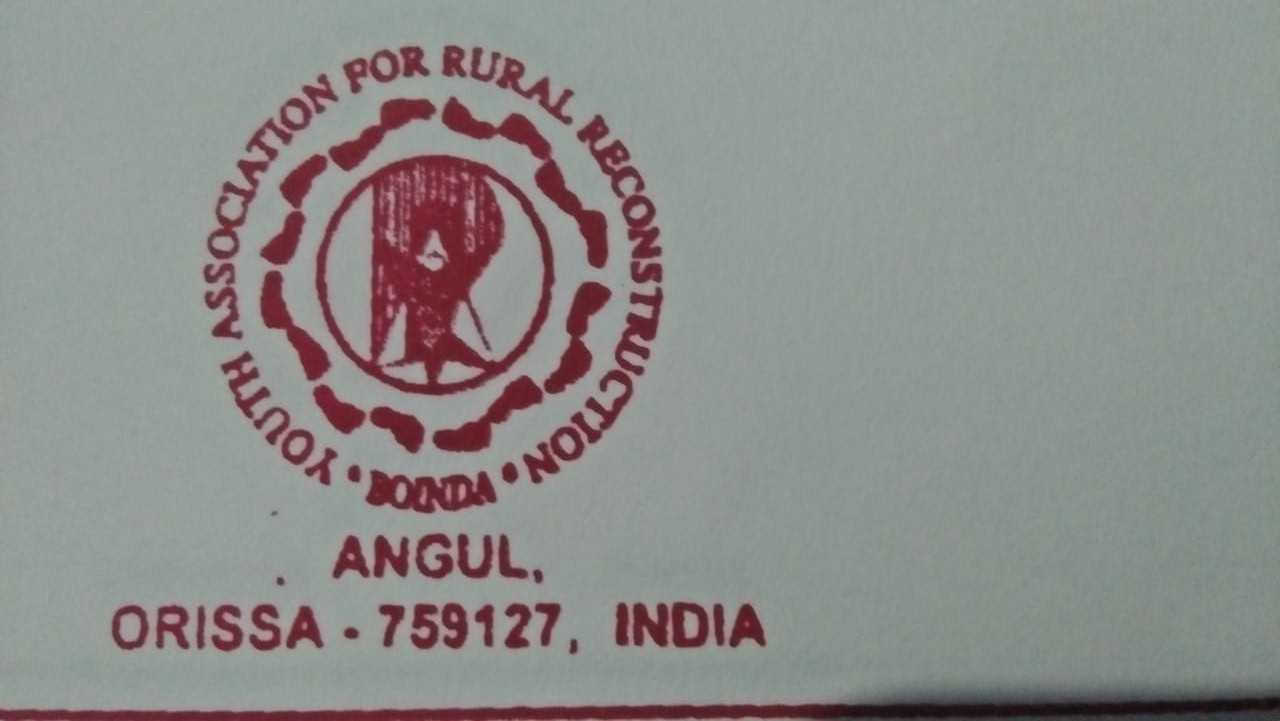 YOUTH ASSOCIATION FOR RURAL RECONSTRUCTION
• BOINDA •
ANGUL,
ORISSA - 759127, INDIA